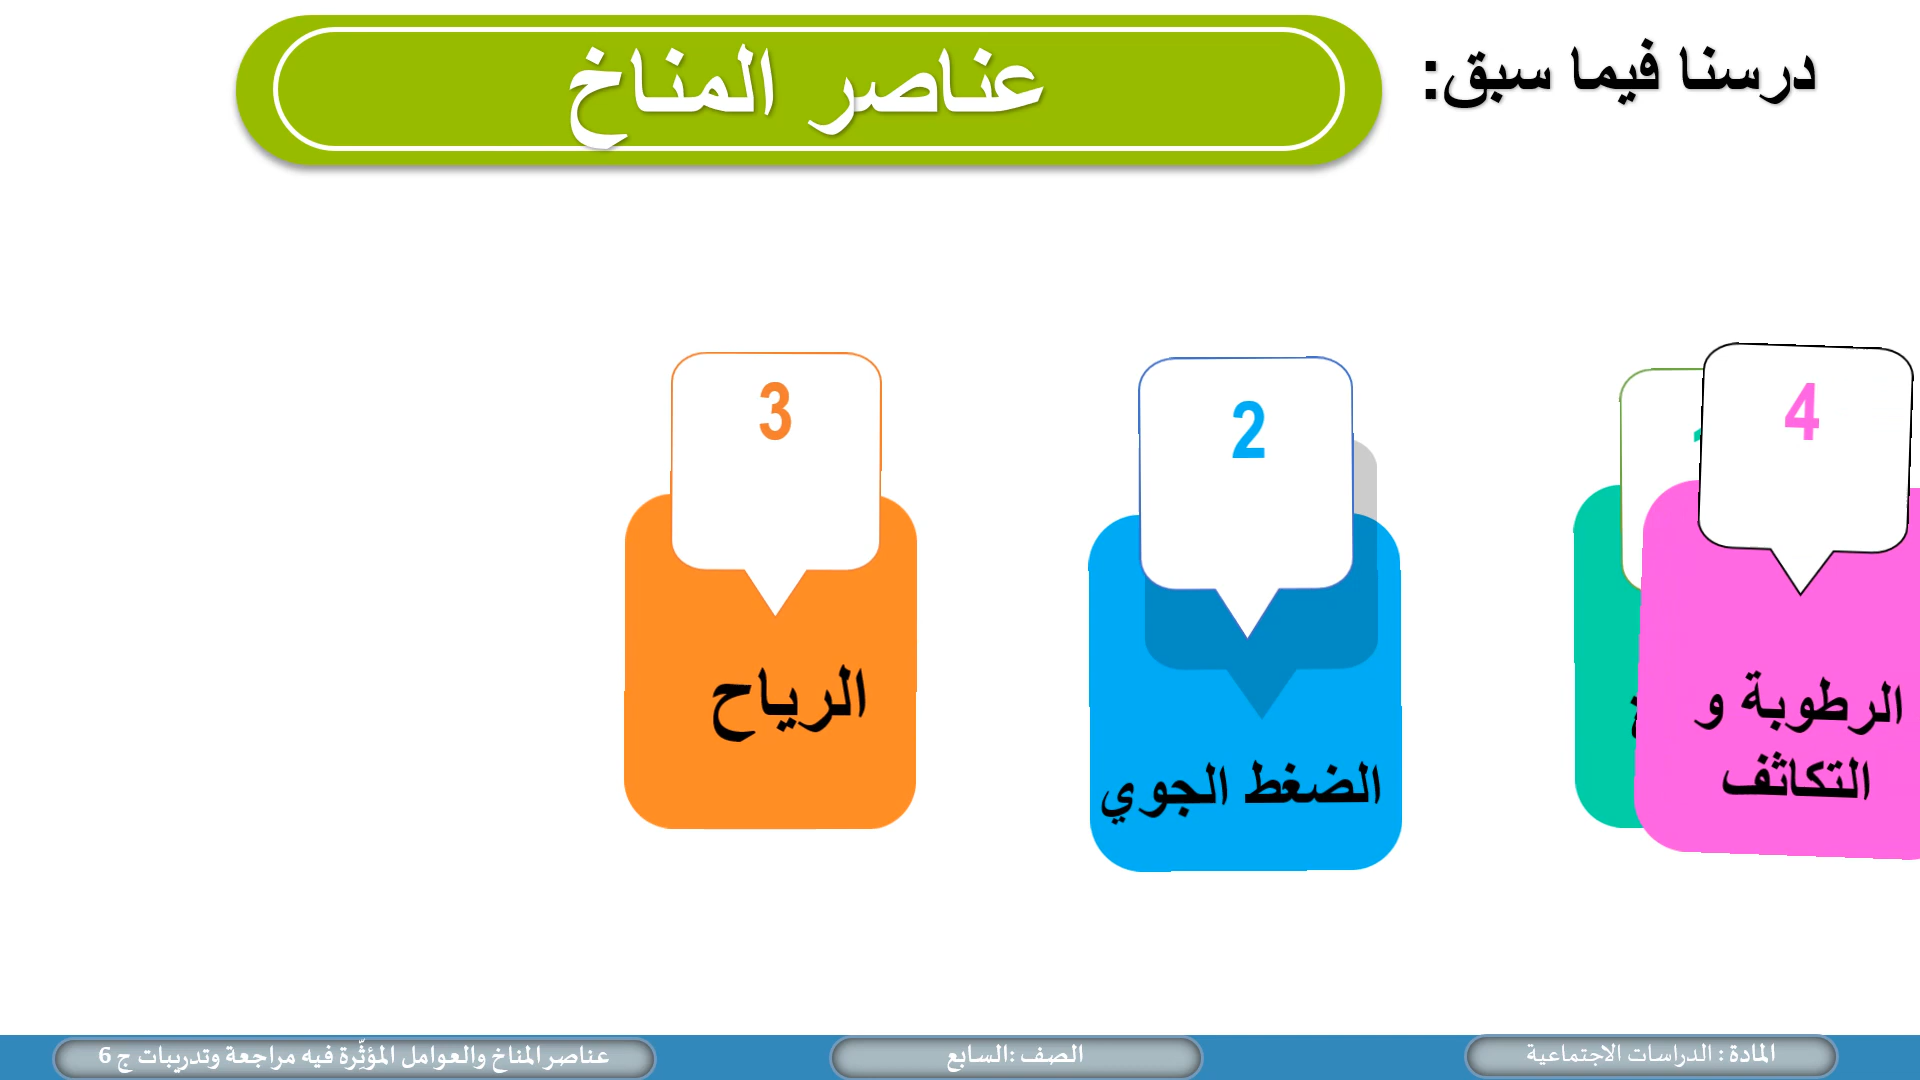 درسنا فيما سبق:
عناصر المناخ
4
الرطوبة و
التكاثف
2
الضغط الجوي
3
الرياح
المادة : الدراسات الاجتماعية
الصف :السابع
عناصر المناخ والعوامل المؤثِّرة فيه مراجعة وتدريبات ج 6